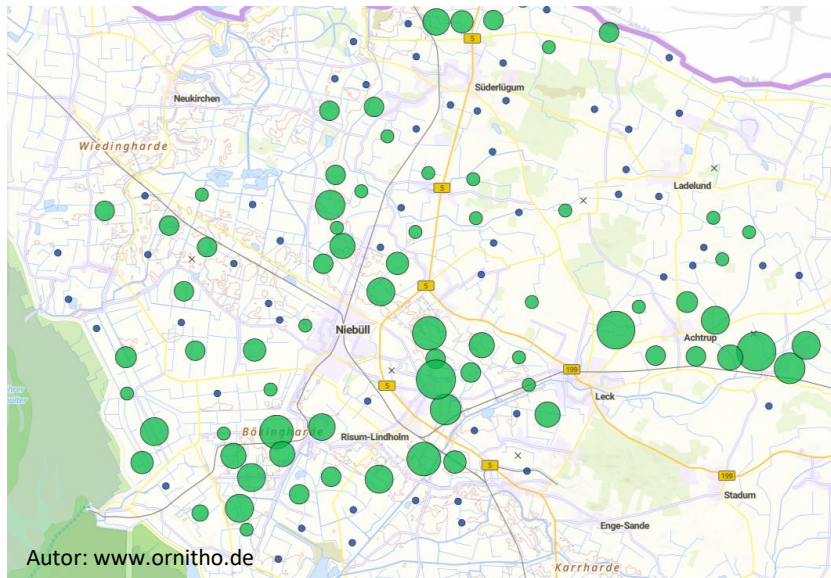 5
Süderlügum
Neukirchen
Wiedingharde
Ladelund
5
5
Niebüll
Achtrup
199
5
Leck
Bökingharde
Risum-Lindholm
5
199
Stadum
Enge-Sande
Karrharde
Autor: www.ornitho.de